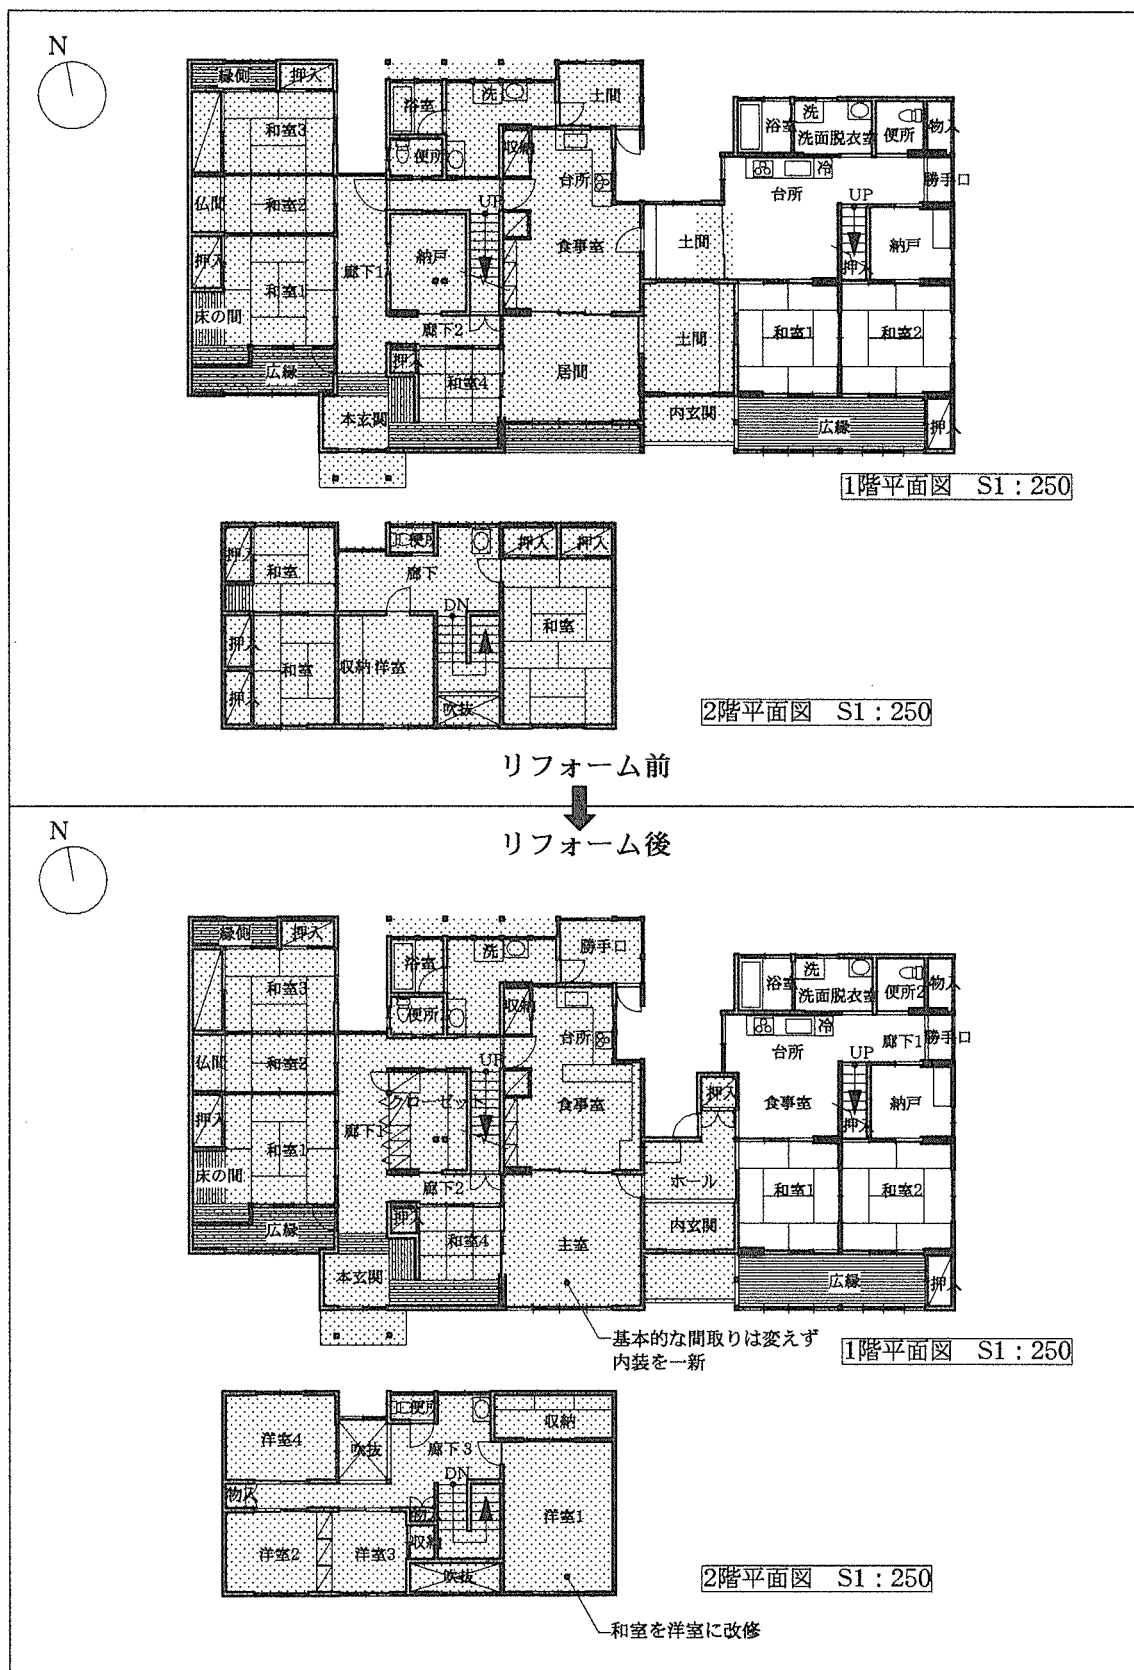 N
縁側
押入
洗
土間
浴室
和室3
便所
収納
洗
浴室
洗面脱衣室
便所
物入
台所
冷
台所
UP
勝手口
仏間
和室2
UP
納戸
食事室
土間
納戸
押入
押入
和室1
廊下1
床の間
廊下2
土間
和室1
和室2
押入
和室4
居間
広縁
本玄関
内玄関
広縁
押入
1階平面図 S1:250
押入
便所
押入
押入
和室
廊下
DN
和室
押入
和室
収納
洋室
押入
吹抜
2階平面図 S1:250
リフォーム前
リフォーム後
N
縁側
押入
洗
勝手口
浴室
和室3
便所
収納
洗
浴室
洗面脱衣室
便所2
物入
台所
冷
台所
廊下1
勝手口
UP
仏間
和室2
UP
クローゼット
食事室
押入
食事室
納戸
押入
押入
和室1
廊下1
床の間
廊下2
ホール
和室1
和室2
押入
和室4
主室
内玄関
広縁
本玄関
広縁
押入
基本的な間取りは変えず
内装を一新
1階平面図 S1:250
便所
収納
洋室4
吹抜
廊下3
DN
物入
物入
洋室1
洋室2
洋室3
収納
吹抜
2階平面図 S1:250
和室を洋室に改修